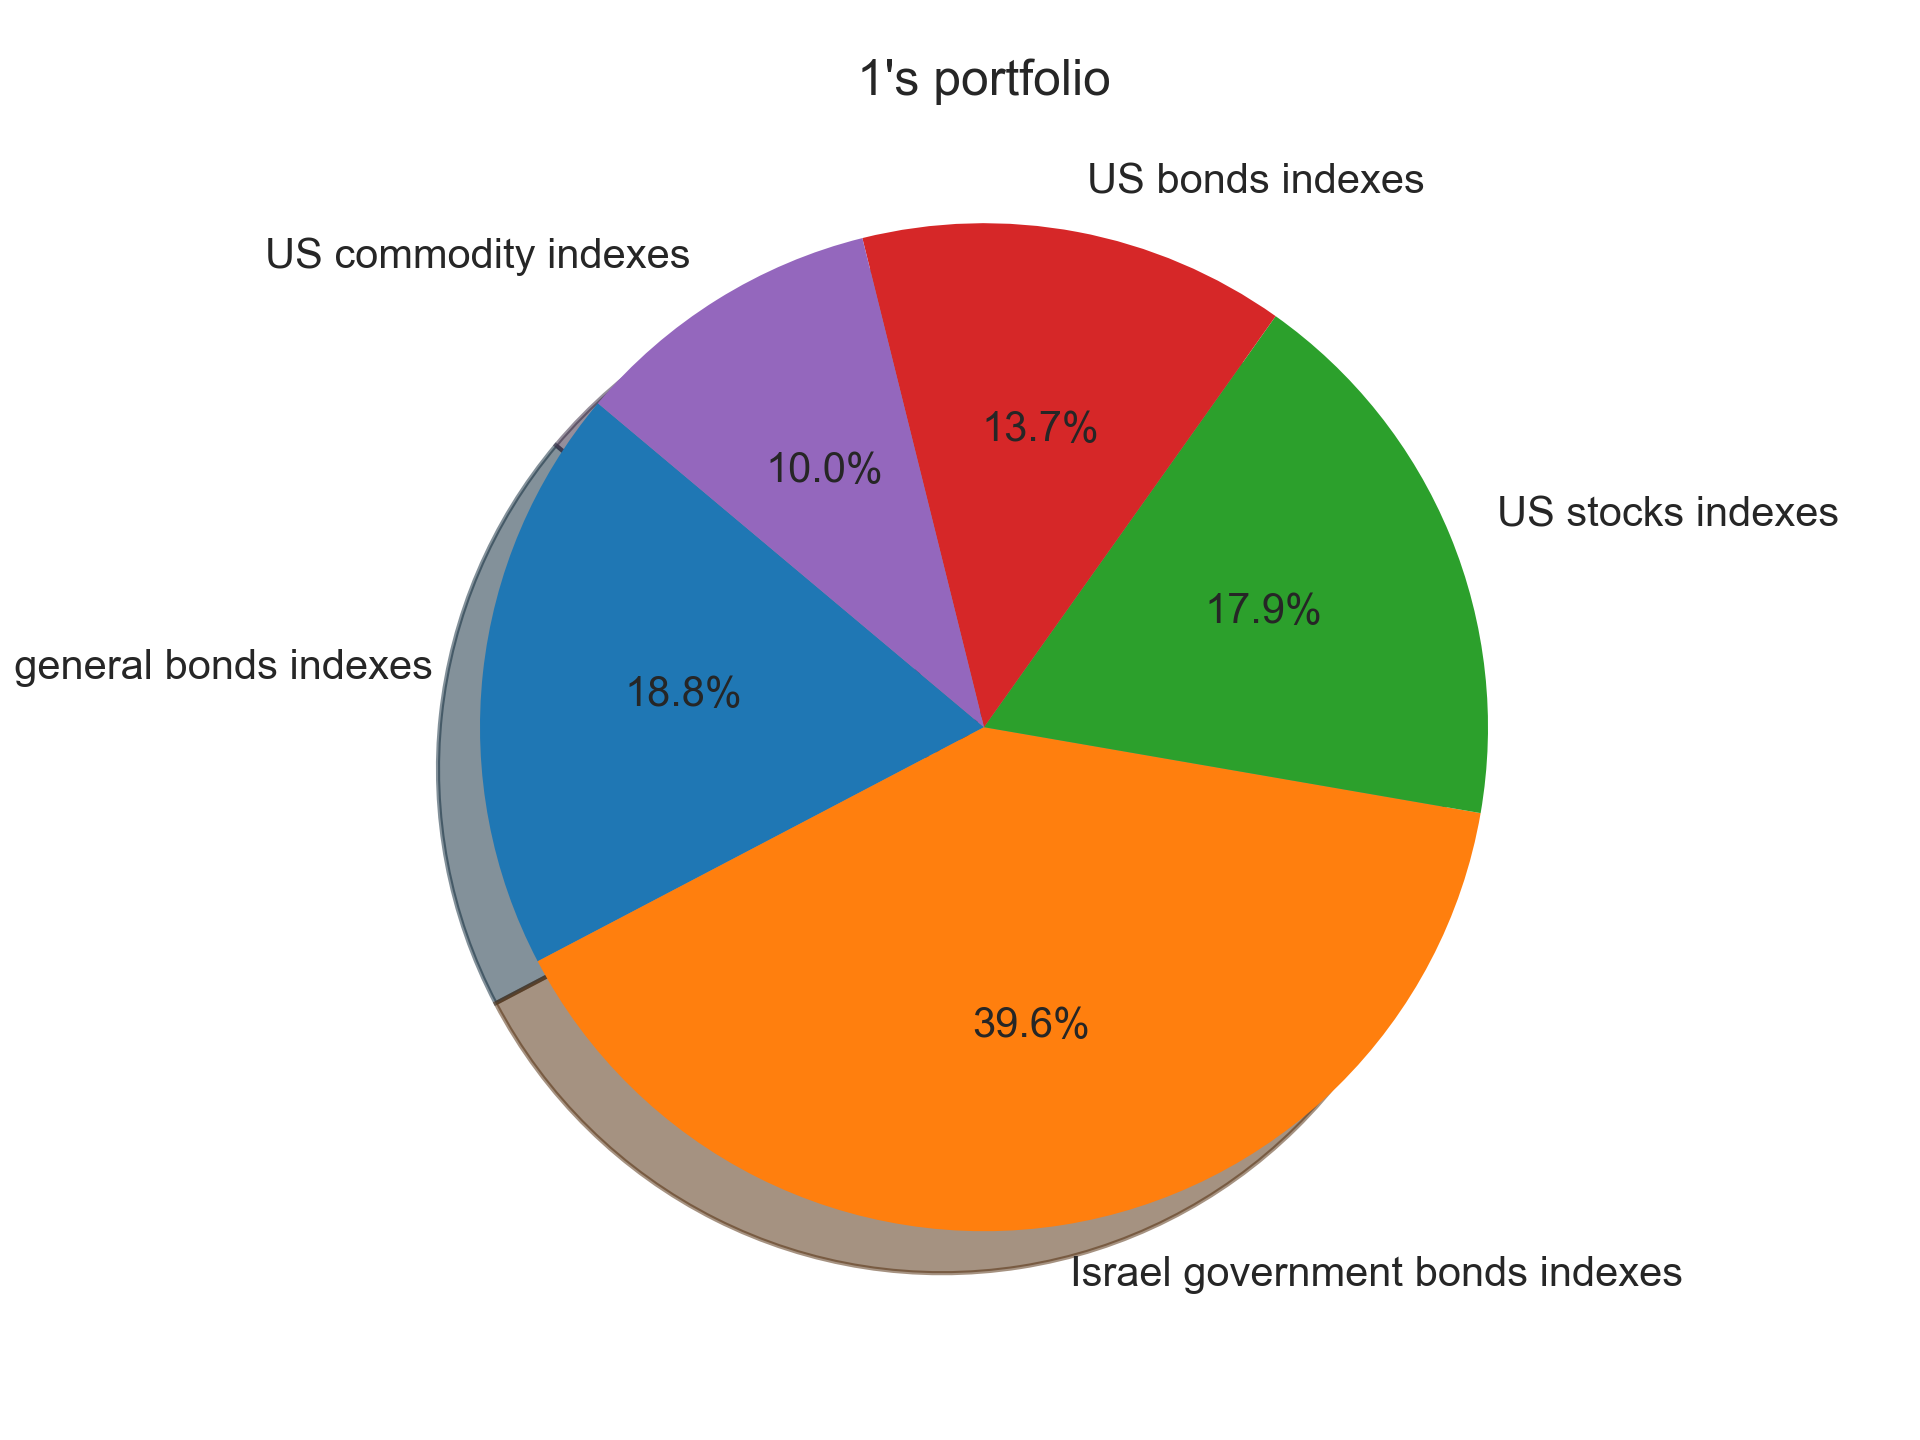 1's portfolio
US bonds indexes
US commodity indexes
13.7%
10.0%
US stocks indexes
17.9%
general bonds indexes
18.8%
39.6%
Israel government bonds indexes